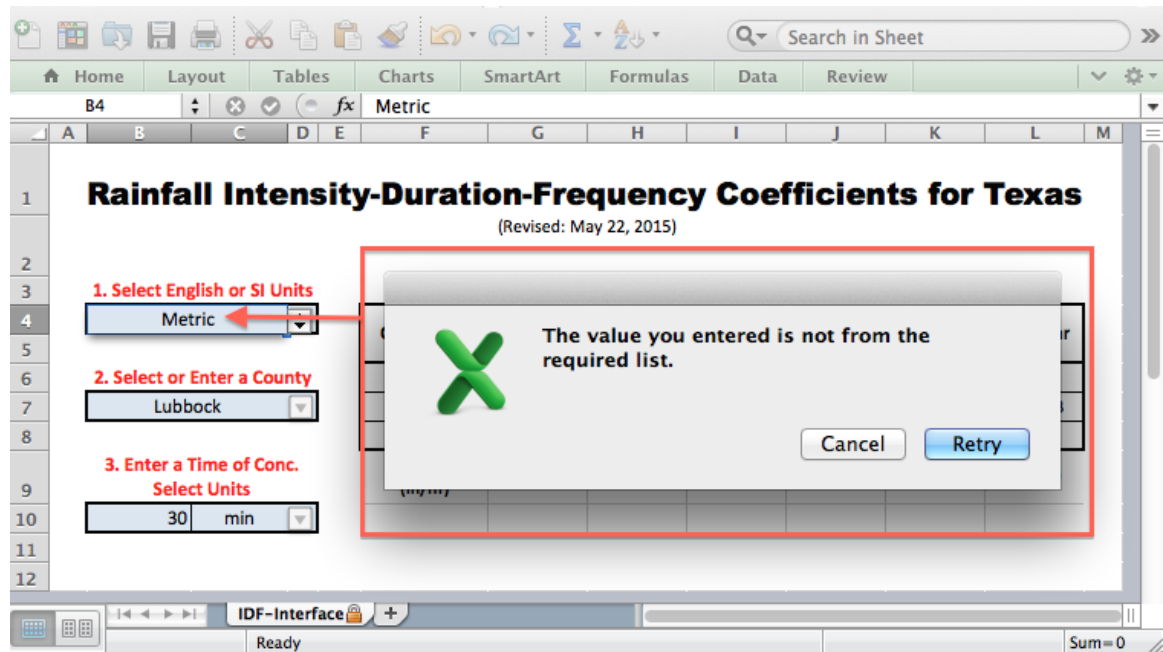 Search in Sheet
Home Layout Tables Charts SmartArt Formulas Data Review
B4 fx Metric
A B C D E F G H I J K L M
1 Rainfall Intensity-Duration-Frequency Coefficients for Texas
(Revised: May 22, 2015)
2
3 1. Select English or SI Units
4 Metric
5
6 2. Select or Enter a County
7 Lubbock
8
3. Enter a Time of Conc.
9 Select Units
10 30 min
11
12
The value you entered is not from the
required list.
Cancel Retry
IDF-Interface
Ready Sum=0